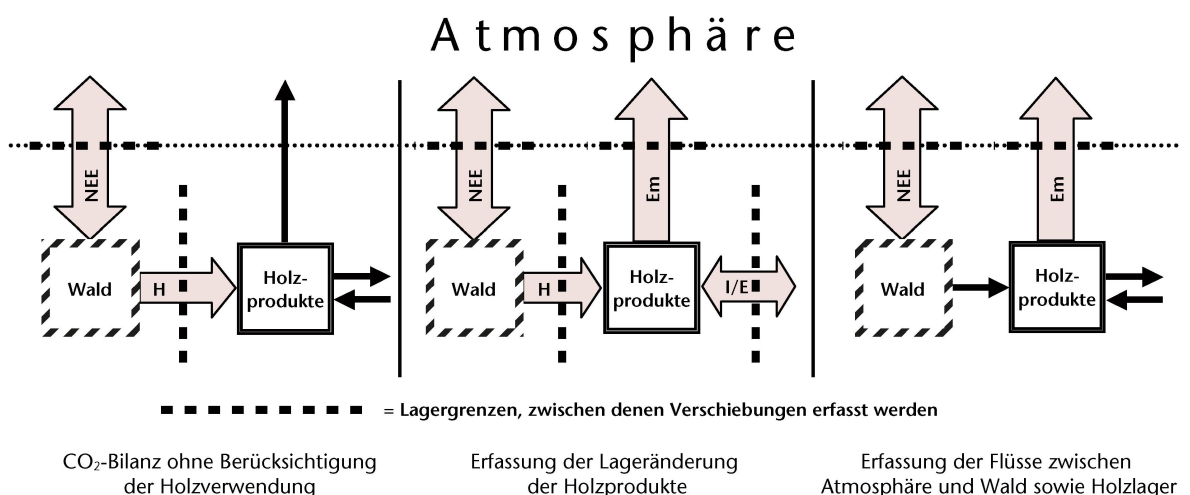 Atmosphäre
NEE
Wald
H
Holz-
produkte
NEE
Em
Wald
H
Holz-
produkte
I/E
NEE
Em
Wald
Holz-
produkte
= Lagergrenzen, zwischen denen Verschiebungen erfasst werden
CO₂-Bilanz ohne Berücksichtigung
der Holzverwendung
Erfassung der Lageränderung
der Holzprodukte
Erfassung der Flüsse zwischen
Atmosphäre und Wald sowie Holzlager